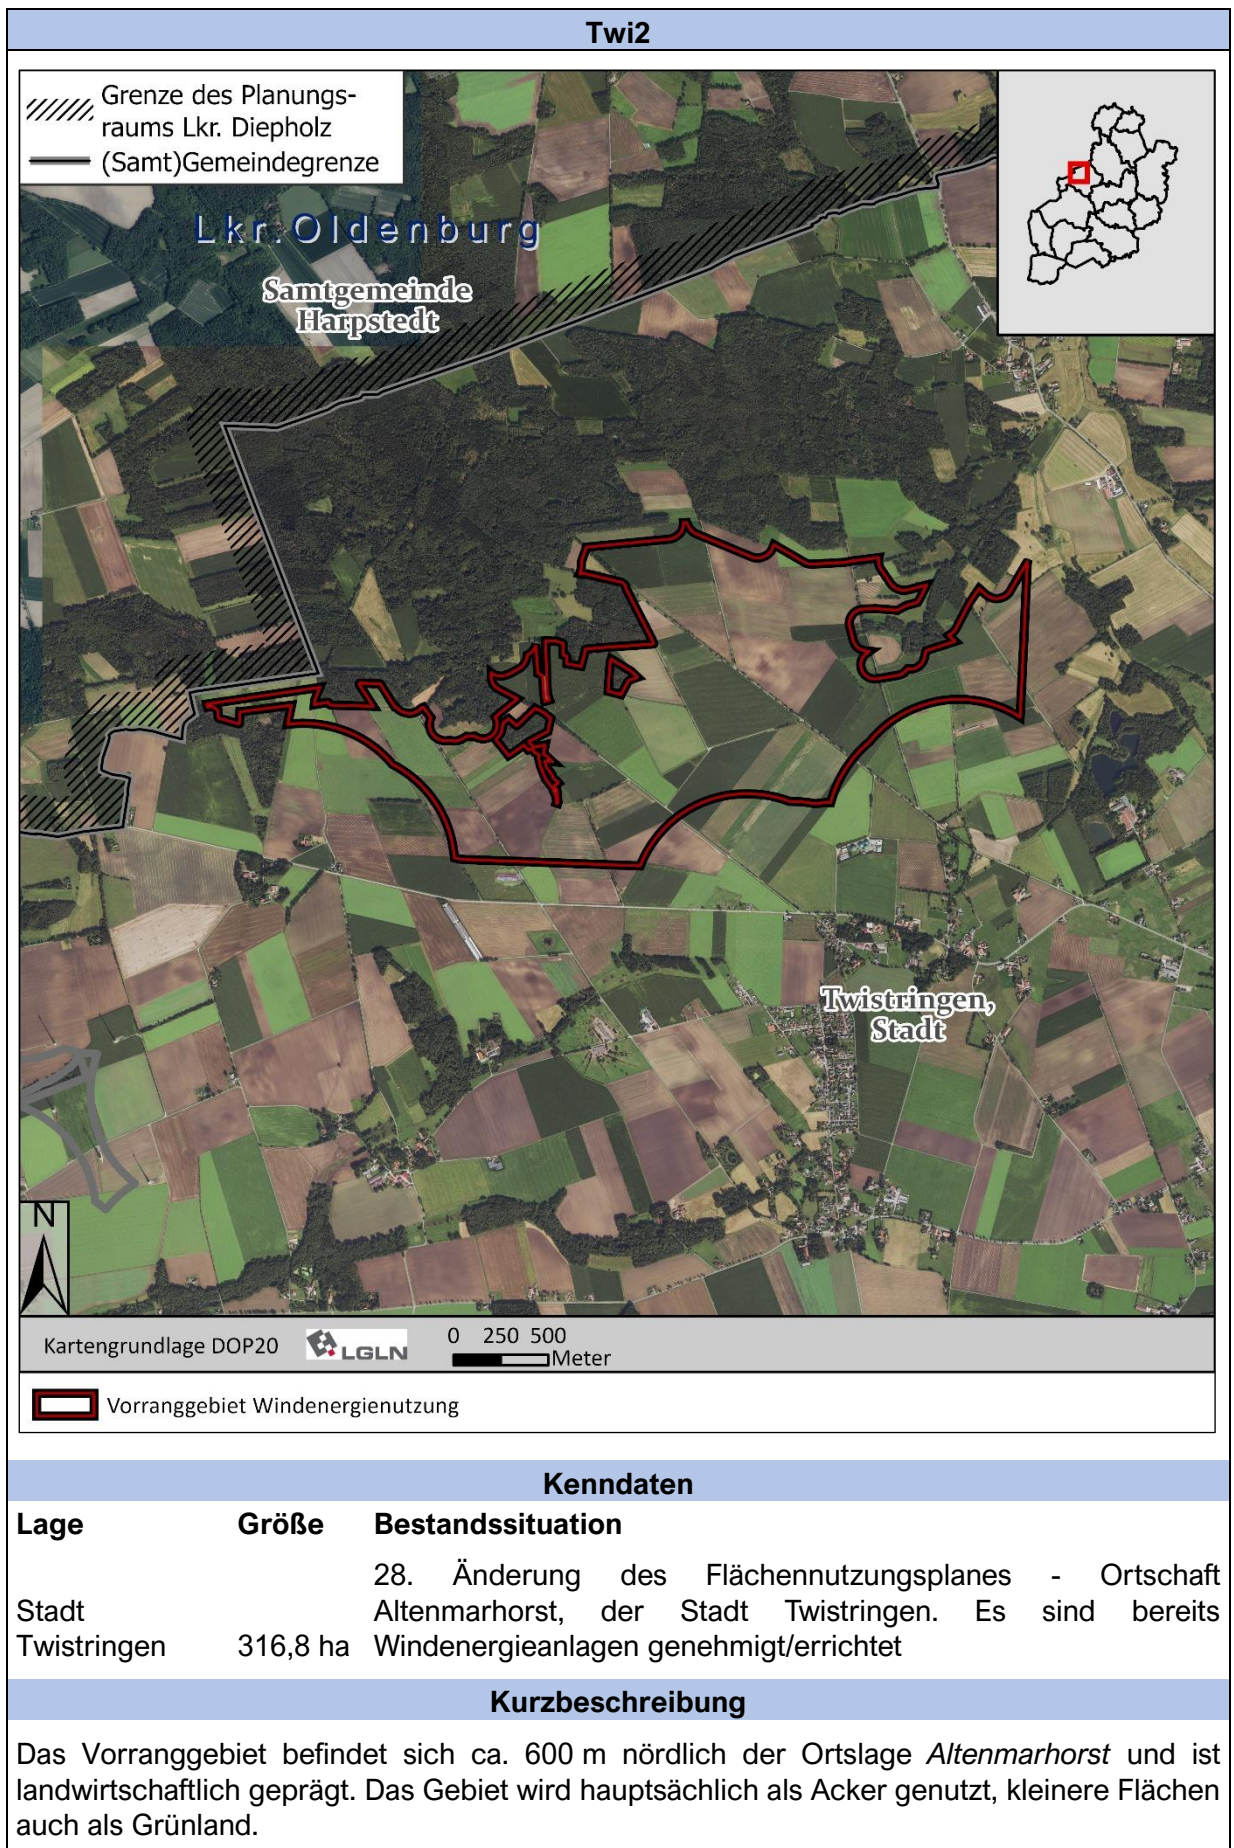 Twi2
Grenze des Planungs-
raums Lkr. Diepholz
(Samt)Gemeindegrenze
Lkr. Oldenburg
Samtgemeinde
Harpstedt
Twistringen,
Stadt
N
Kartengrundlage DOP20
LGLN
0 250 500
Meter
Vorranggebiet Windenergienutzung
Kenndaten
Lage Größe Bestandssituation
28. Änderung des Flächennutzungsplanes - Ortschaft
Stadt Altenmarhorst, der Stadt Twistringen. Es sind bereits
Twistringen 316,8 ha Windenergieanlagen genehmigt/errichtet
Kurzbeschreibung
Das Vorranggebiet befindet sich ca. 600 m nördlich der Ortslage Altenmarhorst und ist
landwirtschaftlich geprägt. Das Gebiet wird hauptsächlich als Acker genutzt, kleinere Flächen
auch als Grünland.